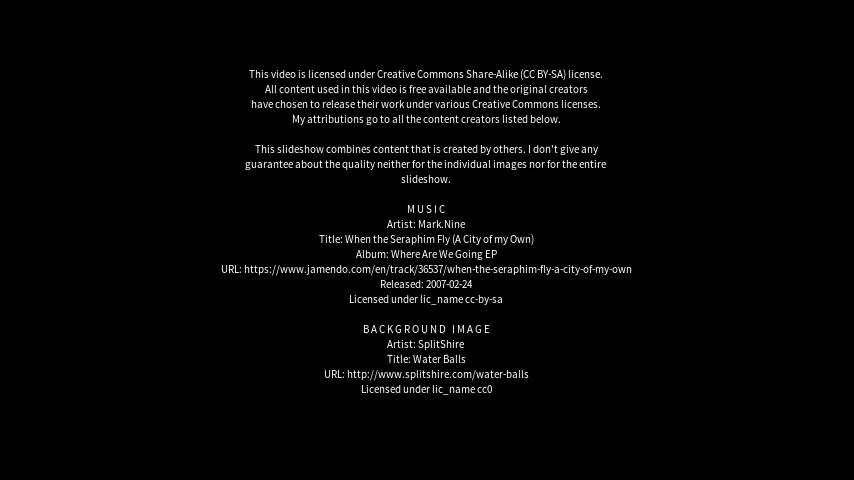 This video is licensed under Creative Commons Share-Alike (CC BY-SA) license.
All content used in this video is free available and the original creators
have chosen to release their work under various Creative Commons licenses.
My attributions go to all the content creators listed below.
This slideshow combines content that is created by others. I don't give any
guarantee about the quality neither for the individual images nor for the entire
slideshow.
MUSIC
Artist: Mark.Nine
Title: When the Seraphim Fly (A City of my Own)
Album: Where Are We Going EP
URL: https://www.jamendo.com/en/track/36537/when-the-seraphim-fly-a-city-of-my-own
Released: 2007-02-24
Licensed under lic_name cc-by-sa
BACKGROUND IMAGE
Artist: SplitShire
Title: Water Balls
URL: http://www.splitshire.com/water-balls
Licensed under lic_name cc0